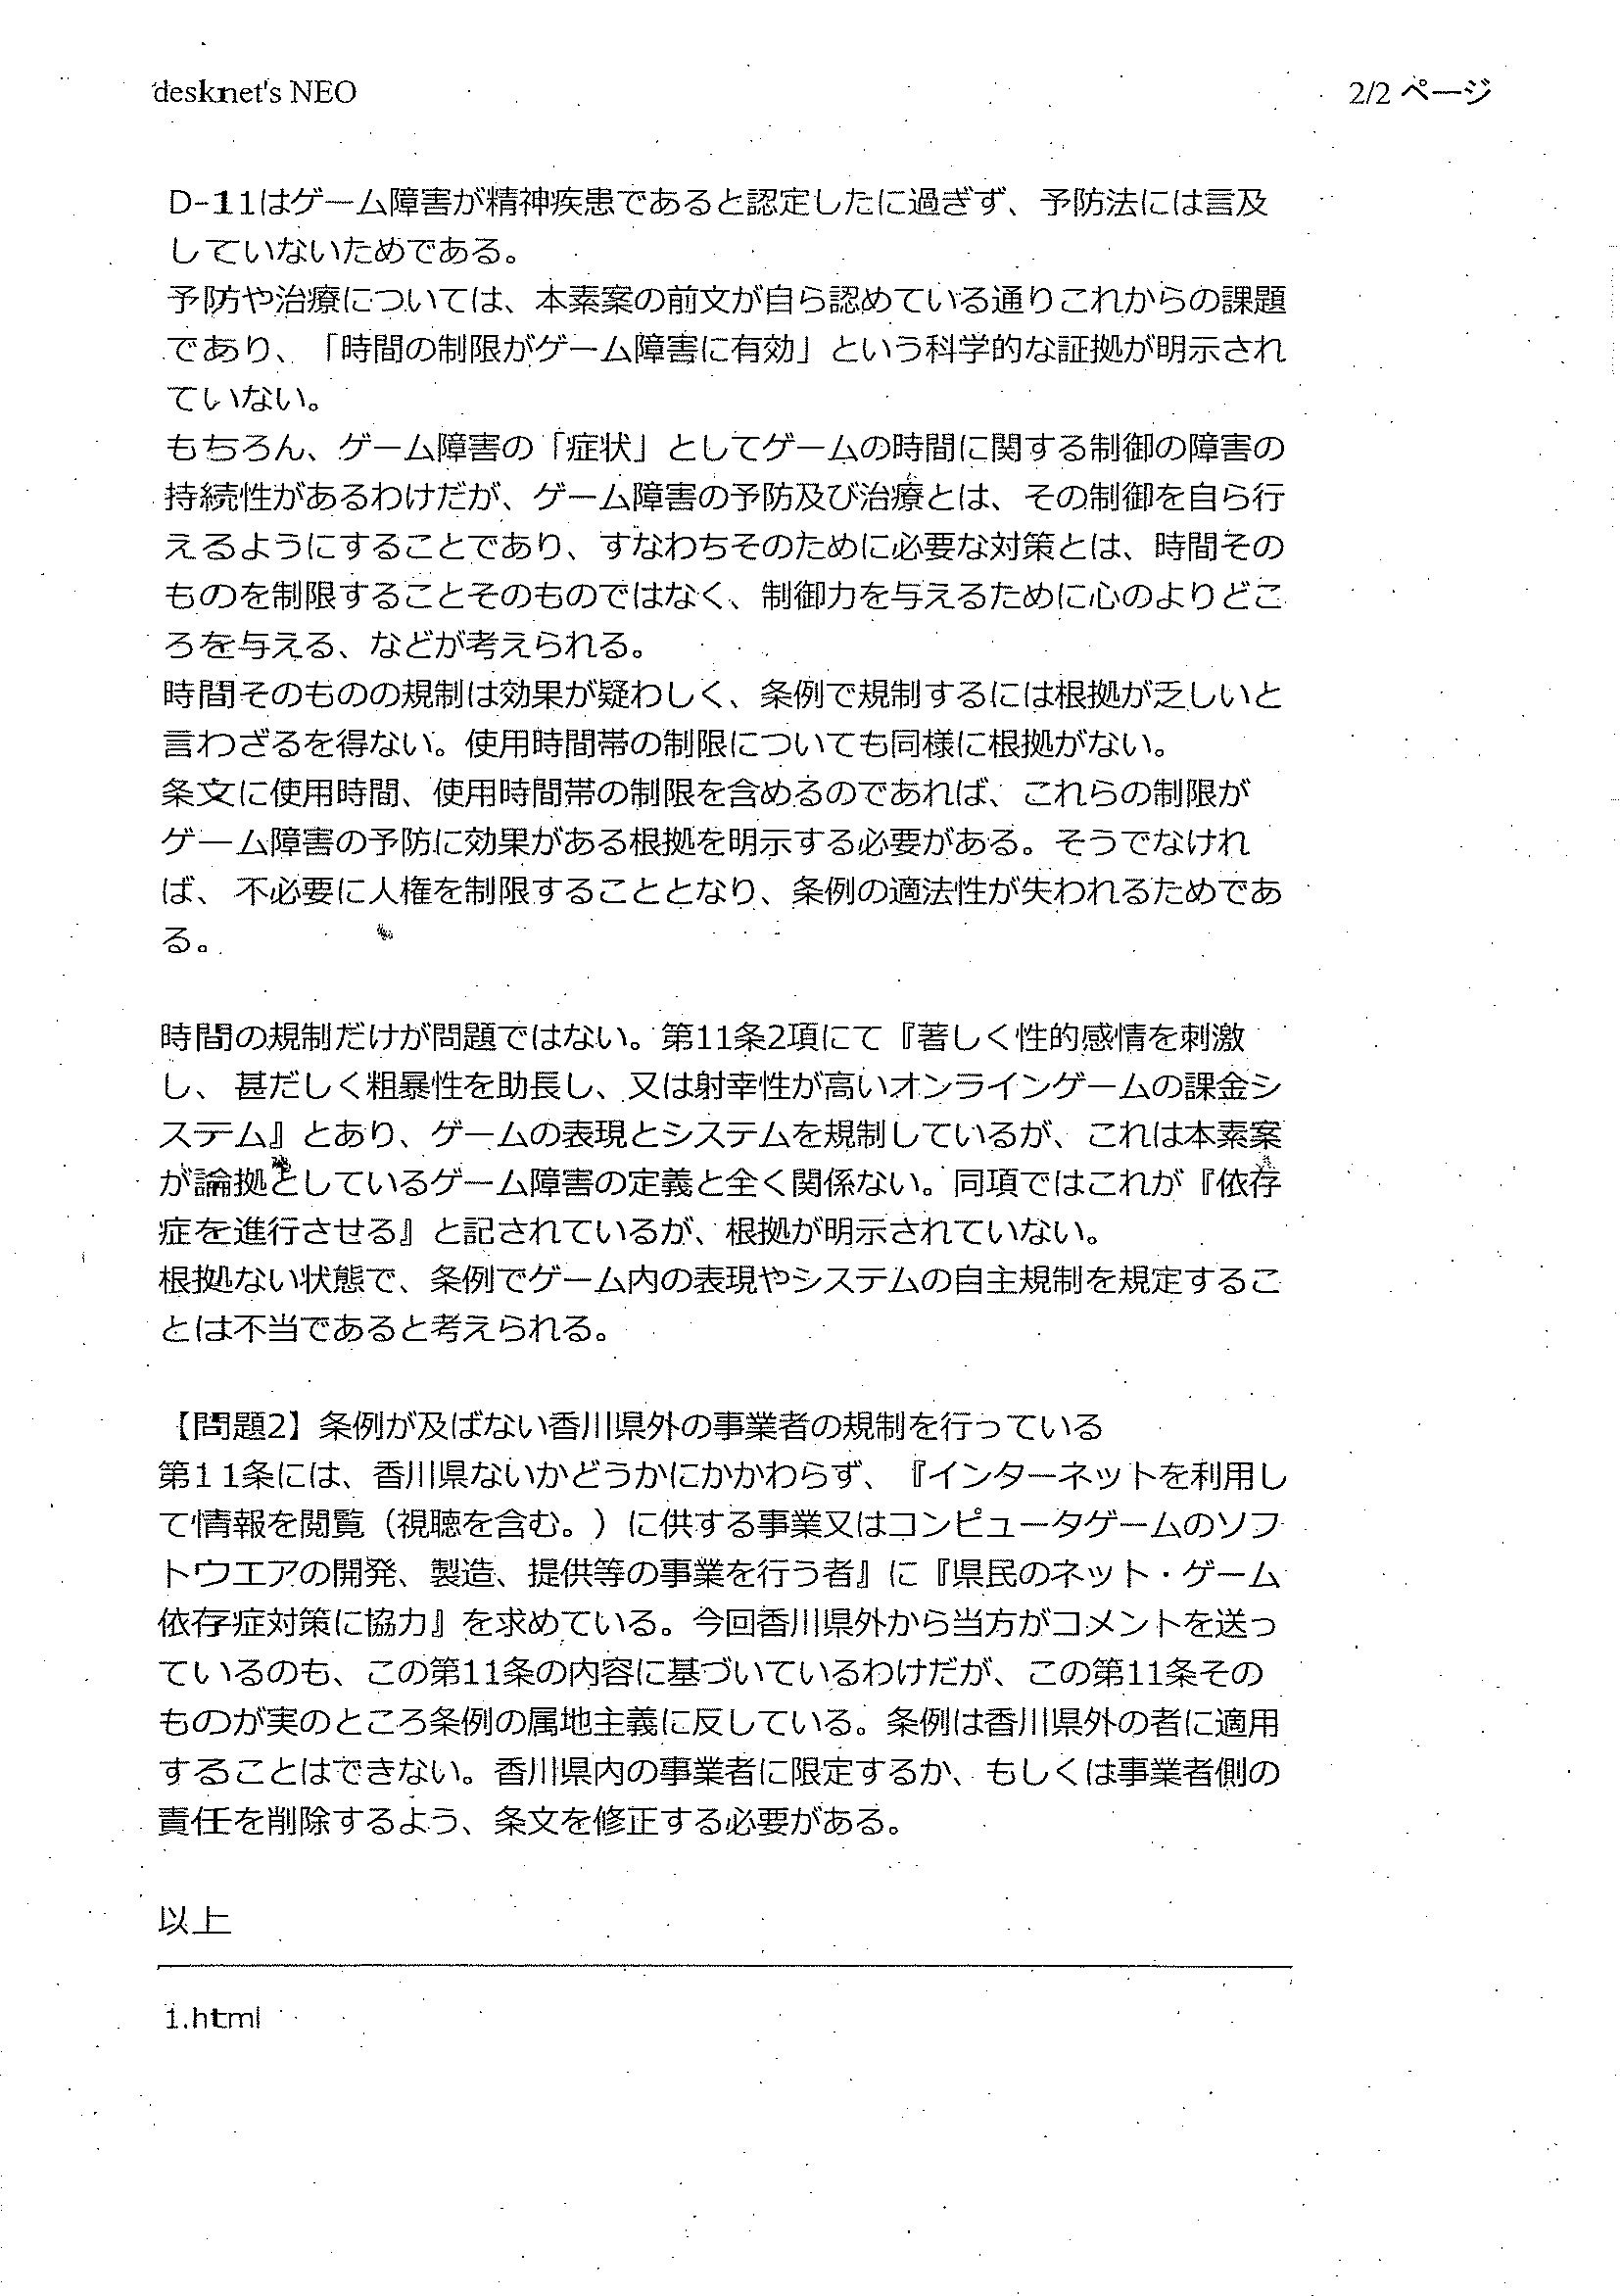 desknet's NEO
2/2 ページ
D-11はゲーム障害が精神疾患であると認定したに過ぎず、予防法には言及
していないためである。
予防や治療については、本素案の前文が自ら認めている通りこれからの課題
であり、「時間の制限がゲーム障害に有効」という科学的な証拠が明示され
ていない。
もちろん、ゲーム障害の「症状」としてゲームの時間に関する制御の障害の
持続性があるわけだが、ゲーム障害の予防及び治療とは、その制御を自ら行
えるようにすることであり、すなわちそのために必要な対策とは、時間その
ものを制限することそのものではなく、制御力を与えるために心のよりどこ
ろを与える、などが考えられる。
時間そのものの規制は効果が疑わしく、条例で規制するには根拠が乏しいと
言わざるを得ない。使用時間帯の制限についても同様に根拠がない。
条文に使用時間、使用時間帯の制限を含めるのであれば、これらの制限が
ゲーム障害の予防に効果がある根拠を明示する必要がある。そうでなけれ
ば、不必要に人権を制限することとなり、条例の適法性が失われるためであ
る。
時間の規制だけが問題ではない。第11条2項にて『著しく性的感情を刺激
し、 甚だしく粗暴性を助長し、又は射幸性が高いオンラインゲームの課金シ
ステム』とあり、ゲームの表現とシステムを規制しているが、これは本素案
が論拠としているゲーム障害の定義と全く関係ない。同項ではこれが『依存
症を進行させる』と記されているが、根拠が明示されていない。
根拠ない状態で、条例でゲーム内の表現やシステムの自主規制を規定するこ
とは不当であると考えられる。
【問題2】条例が及ばない香川県外の事業者の規制を行っている
第11条には、香川県ないかどうかにかかわらず、『インターネットを利用し
て情報を閲覧（視聴を含む。）に供する事業又はコンピュータゲームのソフ
トウエアの開発、製造、提供等の事業を行う者』に『県民のネット・ゲーム
依存症対策に協力』を求めている。今回香川県外から当方がコメントを送っ
ているのも、この第11条の内容に基づいているわけだが、この第11条その
ものが実のところ条例の属地主義に反している。条例は香川県外の者に適用
することはできない。香川県内の事業者に限定するか、もしくは事業者側の
責任を削除するよう、条文を修正する必要がある。
以上
1.html